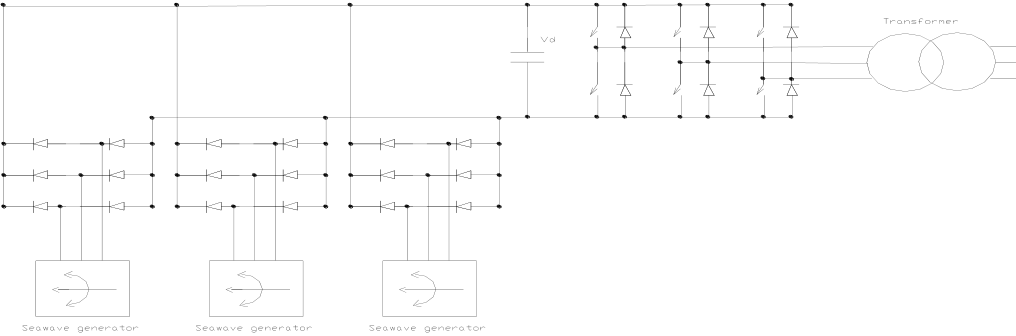 Transformer
Vd
Seawave generator
Seawave generator
Seawave generator